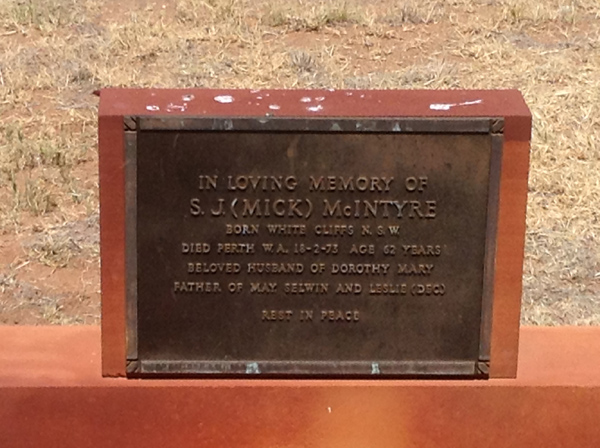 IN LOVING MEMORY OF
S. J. (MICK) McINTYRE
BORN WHITE CLIFFS N. S. W.
DIED PERTH W. A. 18-2-73 AGE 62 YEARS
BELOVED HUSBAND OF DOROTHY MARY
FATHER OF MAY SELWIN AND LESLIE (DEC)
REST IN PEACE